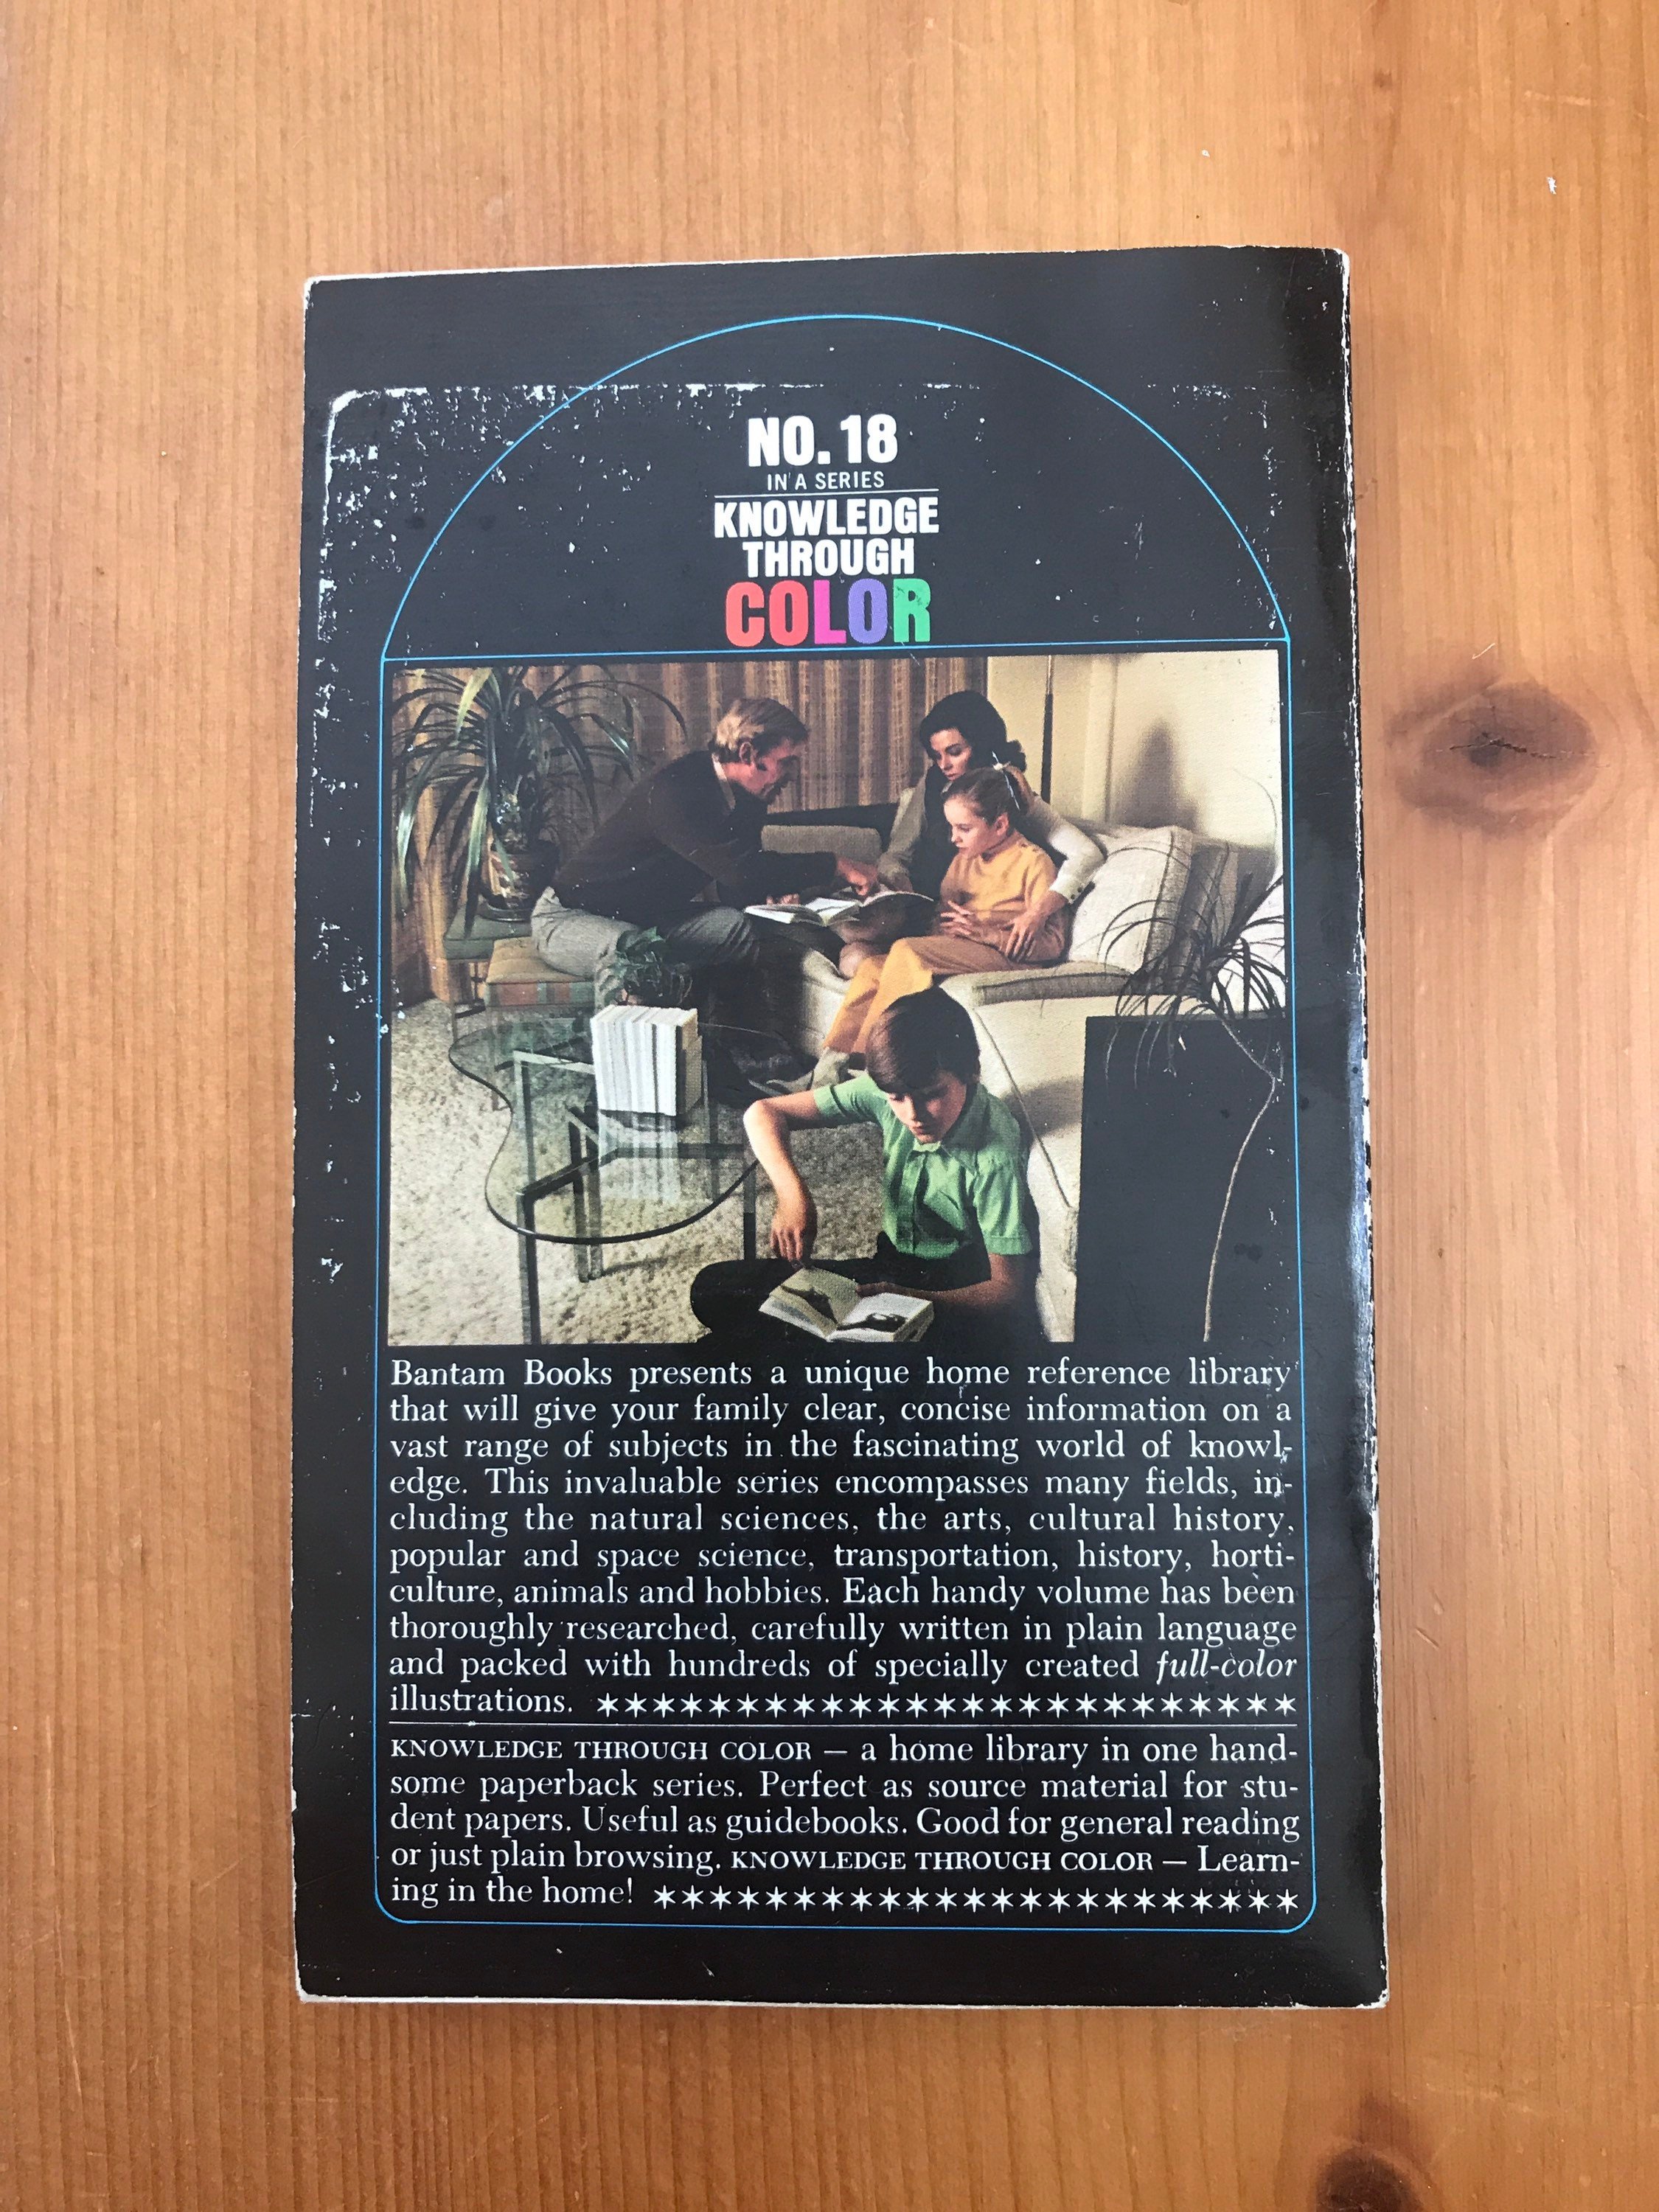 NO. 18
IN A SERIES
KNOWLEDGE
THROUGH
COLOR
Bantam Books presents a unique home reference library
that will give your family clear, concise information on a
vast range of subjects in the fascinating world of knowl-
edge. This invaluable series encompasses many fields, in-
cluding the natural sciences, the arts, cultural history,
popular and space science, transportation, history, horti-
culture, animals and hobbies. Each handy volume has been
thoroughly researched, carefully written in plain language
and packed with hundreds of specially created full-color
illustrations. ✶✶✶✶✶✶✶✶✶✶✶✶✶✶✶✶✶✶✶✶✶✶✶✶✶
KNOWLEDGE THROUGH COLOR — a home library in one hand-
some paperback series. Perfect as source material for stu-
dent papers. Useful as guidebooks. Good for general reading
or just plain browsing. KNOWLEDGE THROUGH COLOR — Learn-
ing in the home! ✶✶✶✶✶✶✶✶✶✶✶✶✶✶✶✶✶✶✶✶✶✶✶